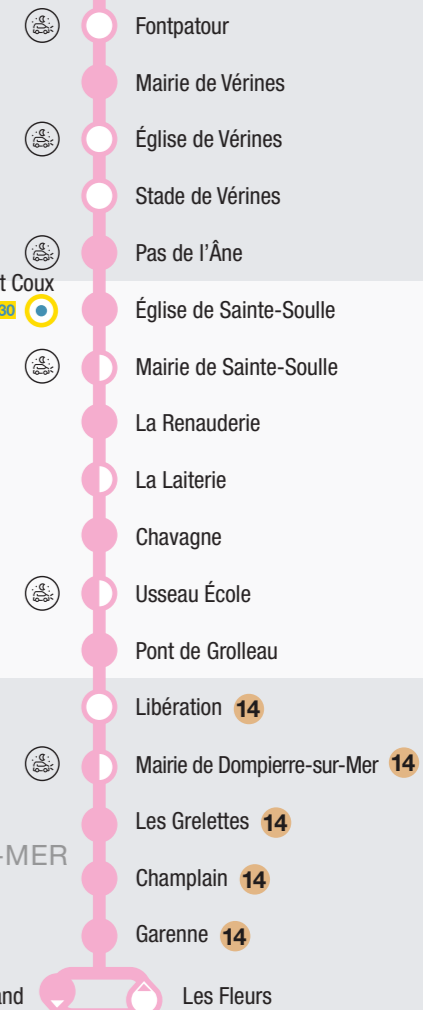 Fontpatour
Mairie de Vérines
Église de Vérines
Stade de Vérines
Pas de l'Âne
t Coux
30
Église de Sainte-Soulle
Mairie de Sainte-Soulle
La Renauderie
La Laiterie
Chavagne
Usseau École
Pont de Grolleau
Libération 14
Mairie de Dompierre-sur-Mer 14
Les Grelettes 14
-MER
Champlain 14
Garenne 14
and
Les Fleurs